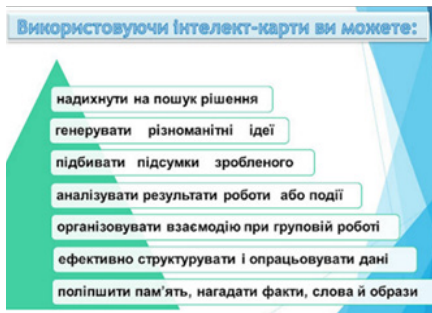 Використовуючи інтелект-карти ви можете:
надихнути на пошук рішення
генерувати різноманітні ідеї
підбивати підсумки зробленого
аналізувати результати роботи або події
організовувати взаємодію при груповій роботі
ефективно структурувати і опрацьовувати дані
поліпшити пам'ять, нагадати факти, слова й образи